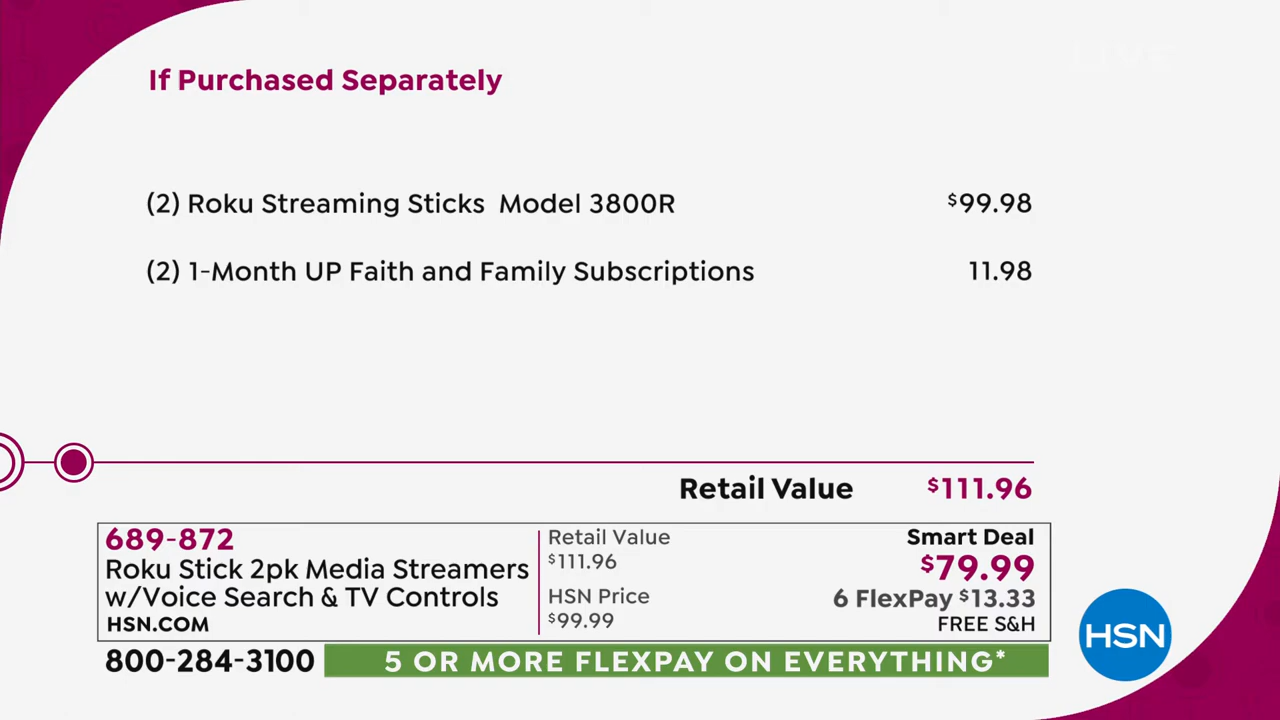 LIVE
If Purchased Separately
(2) Roku Streaming Sticks Model 3800R $99.98
(2) 1-Month UP Faith and Family Subscriptions 11.98
Retail Value $111.96
689-872
Roku Stick 2pk Media Streamers
w/Voice Search & TV Controls
HSN.COM
Retail Value
$111.96
HSN Price
$99.99
Smart Deal
$79.99
6 FlexPay $13.33
FREE S&H
HSN
800-284-3100 5 OR MORE FLEXPAY ON EVERYTHING*